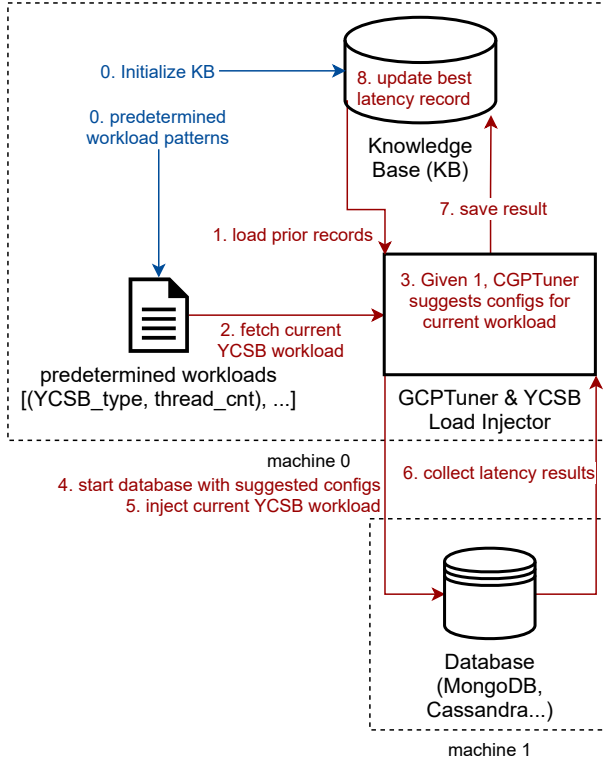 0. Initialize KB
8. update best
latency record
0. predetermined
workload patterns
Knowledge
Base (KB)
7. save result
1. load prior records
3. Given 1, CGPTuner
suggests configs for
current workload
2. fetch current
YCSB workload
predetermined workloads
[(YCSB_type, thread_cnt), ...]
GCPTuner & YCSB
Load Injector
machine 0
4. start database with suggested configs
5. inject current YCSB workload
6. collect latency results
Database
(MongoDB,
Cassandra...)
machine 1